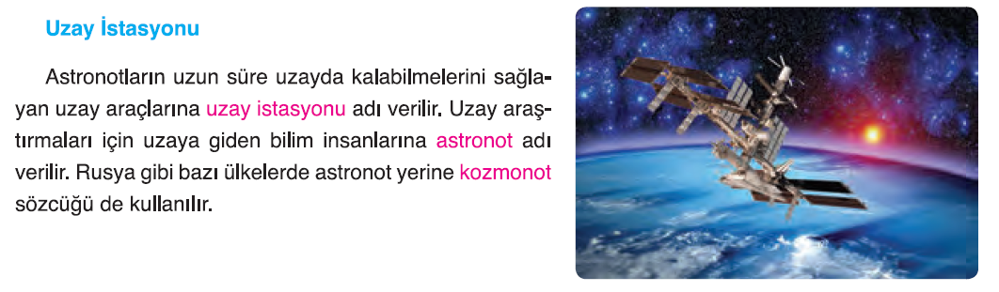 Uzay İstasyonu
Astronotların uzun süre uzayda kalabilmelerini sağla-
yan uzay araçlarına uzay istasyonu adı verilir. Uzay araş-
tırmaları için uzaya giden bilim insanlarına astronot adı
verilir. Rusya gibi bazı ülkelerde astronot yerine kozmonot
sözcüğü de kullanılır.